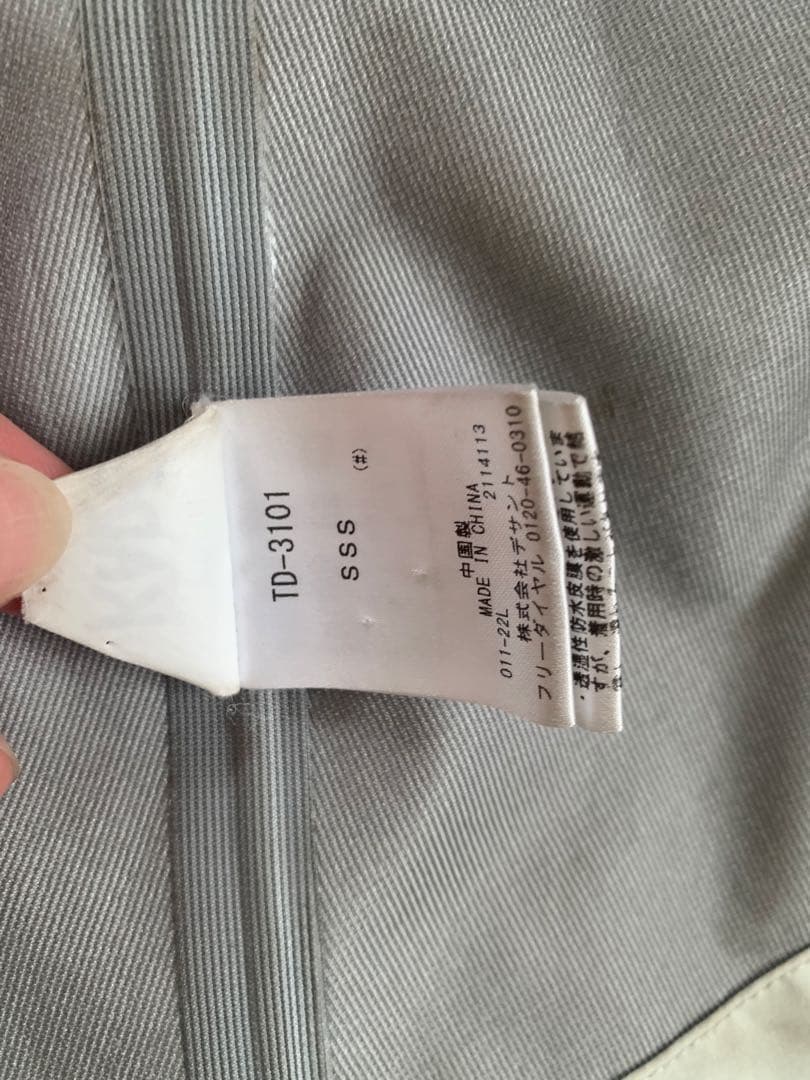 TD-3101
SSS
(#)
中国製
MADE IN CHINA
011-22L 2114113
株式会社デサント
フリーダイヤル 0120-46-0310
・透湿性防水皮膜を使用していま
すが、着用時の激しい運動で